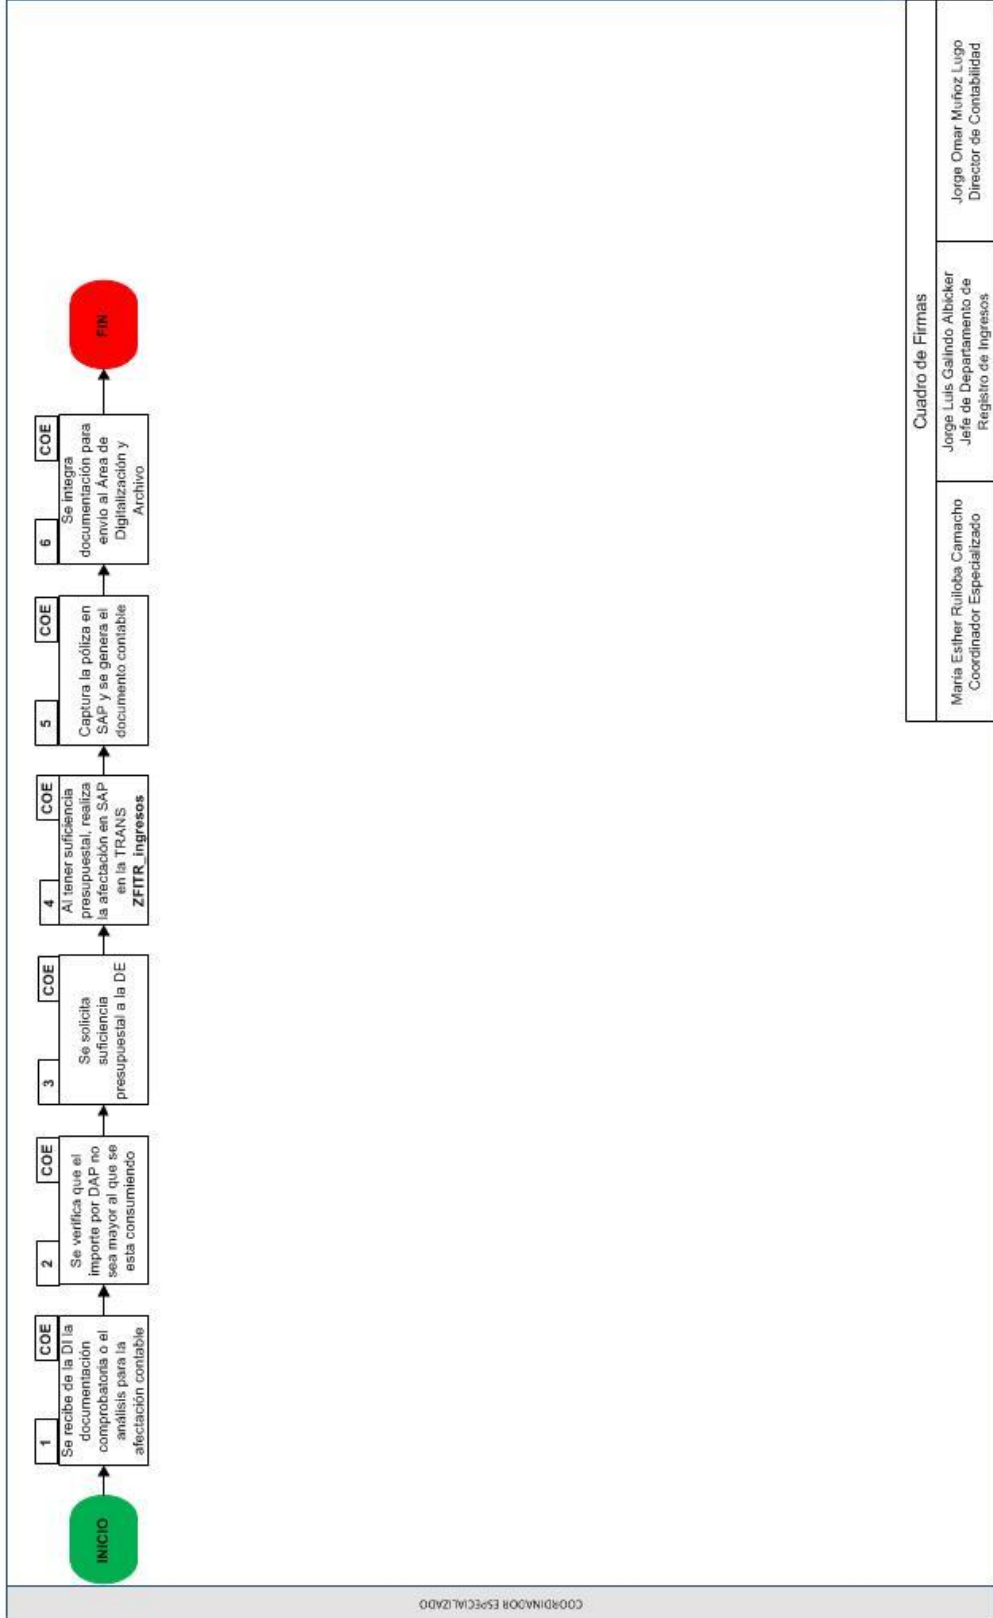 COORDINADOR ESPECIALIZADO
INICIO
1
COE
Se recibe de la DI la
documentación
comprobatoria o el
análisis para la
afectación contable
2
COE
Se verifica que el
importe por DAP no
sea mayor al que se
esta consumiendo
3
COE
Se solicita
suficiencia
presupuestal a la DE
4
COE
Al tener suficiencia
presupuestal, realiza
la afectación en SAP
en la TRANS
ZFITR_ingresos
5
COE
Captura la póliza en
SAP y se genera el
documento contable
6
COE
Se integra
documentación para
envío al Área de
Digitalización y
Archivo
FIN
Cuadro de Firmas
María Esther Ruiloba Camacho
Coordinador Especializado
Jorge Luis Galindo Albicker
Jefe de Departamento de
Registro de Ingresos
Jorge Omar Muñoz Lugo
Director de Contabilidad